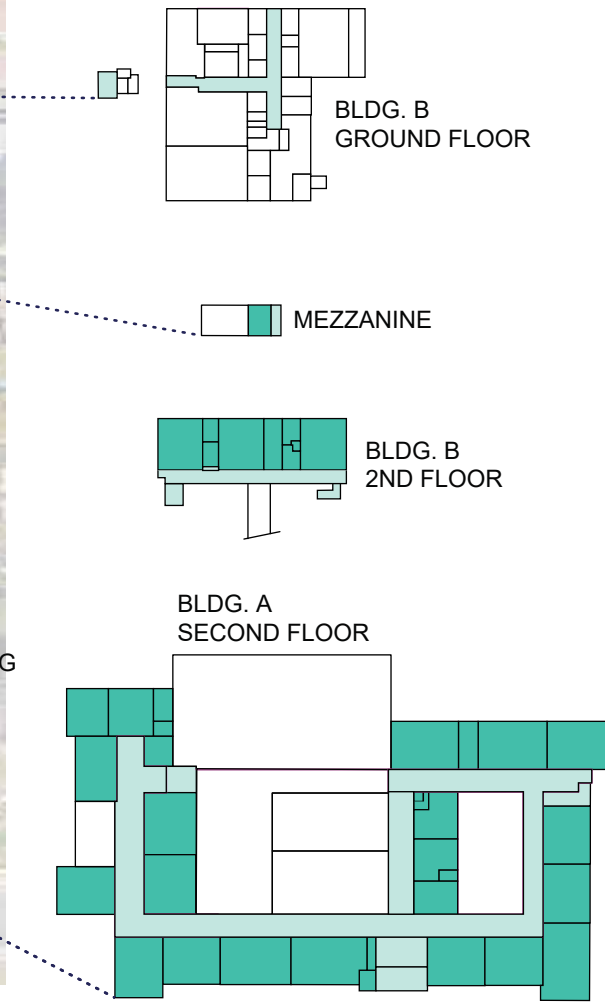 BLDG. B
GROUND FLOOR
MEZZANINE
BLDG. B
2ND FLOOR
BLDG. A
SECOND FLOOR
G